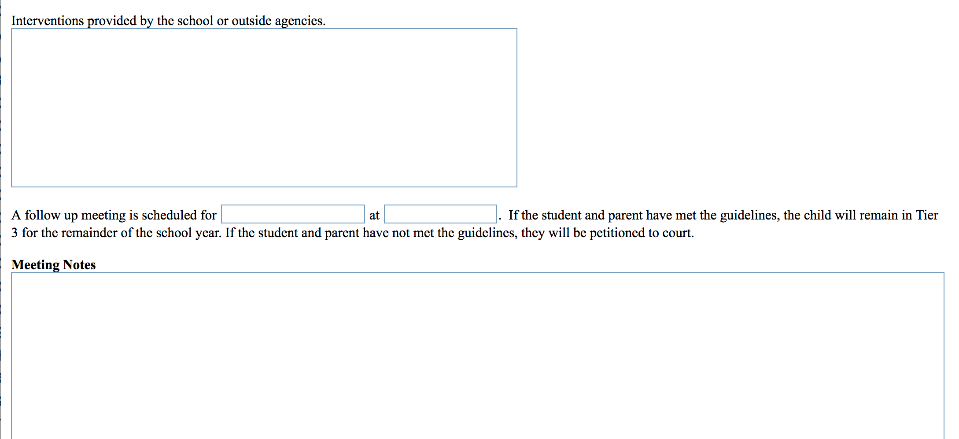 Interventions provided by the school or outside agencies.
A follow up meeting is scheduled for at . If the student and parent have met the guidelines, the child will remain in Tier
3 for the remainder of the school year. If the student and parent have not met the guidelines, they will be petitioned to court.
Meeting Notes